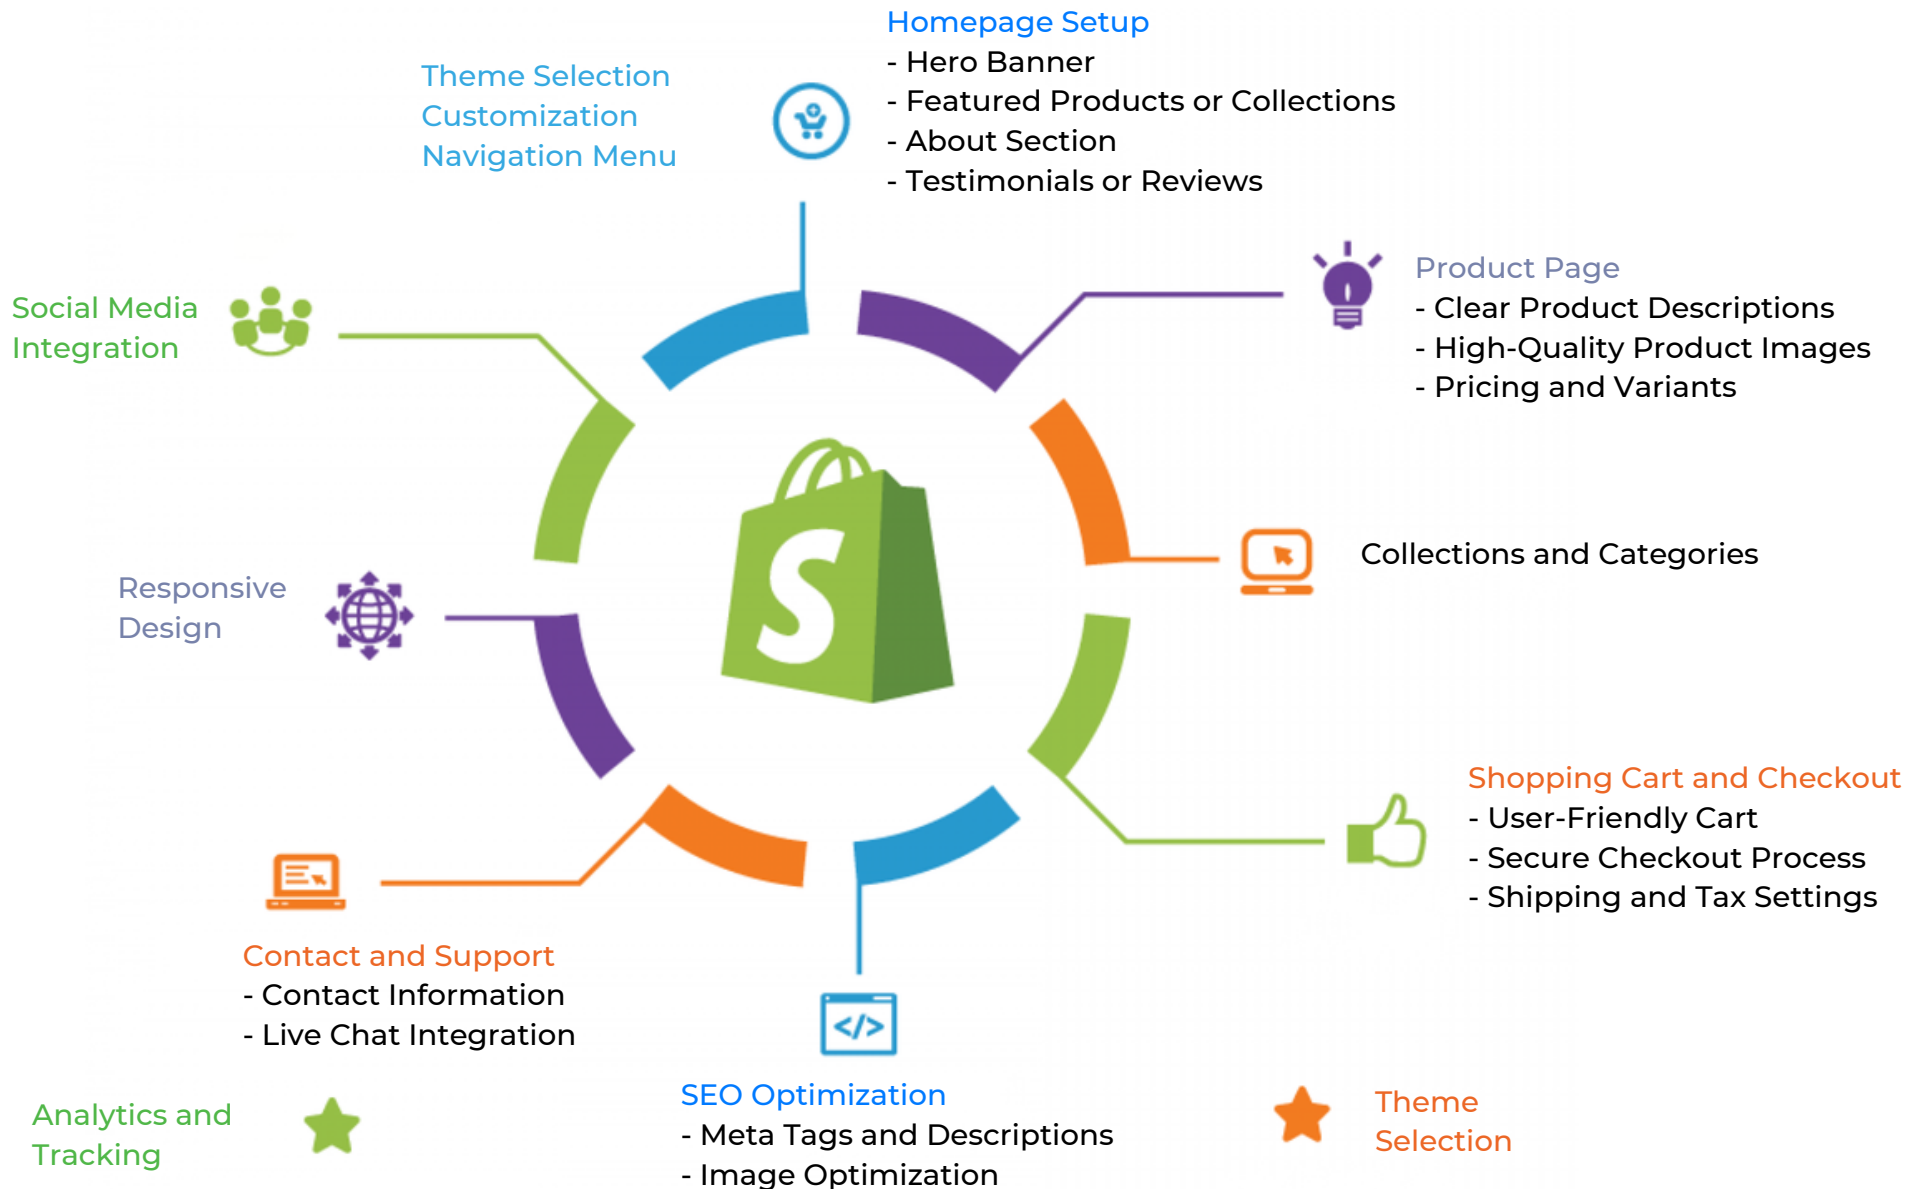 Homepage Setup
- Hero Banner
- Featured Products or Collections
- About Section
- Testimonials or Reviews
Theme Selection
Customization
Navigation Menu
Product Page
- Clear Product Descriptions
- High-Quality Product Images
- Pricing and Variants
Social Media
Integration
Collections and Categories
Responsive
Design
S
Shopping Cart and Checkout
- User-Friendly Cart
- Secure Checkout Process
- Shipping and Tax Settings
Contact and Support
- Contact Information
- Live Chat Integration
</>
SEO Optimization
- Meta Tags and Descriptions
- Image Optimization
Analytics and
Tracking
Theme
Selection